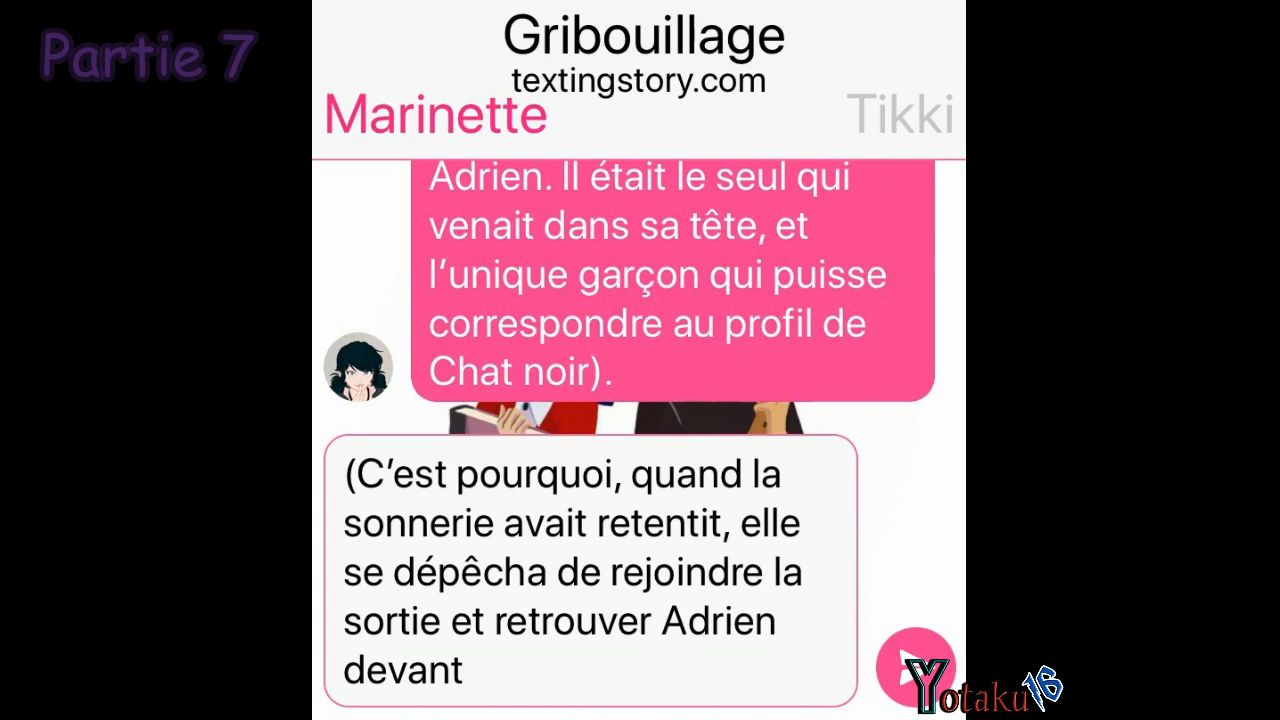 Partie 7
Gribouillage
textingstory.com
Marinette
Tikki
Adrien. Il était le seul qui
venait dans sa tête, et
l’unique garçon qui puisse
correspondre au profil de
Chat noir).
(C’est pourquoi, quand la
sonnerie avait retentit, elle
se dépêcha de rejoindre la
sortie et retrouver Adrien
devant
Yotaku16